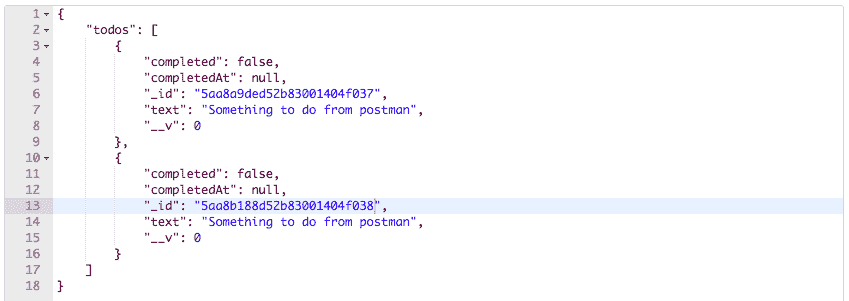 1 {
2 "todos": [
3 {
4 "completed": false,
5 "completedAt": null,
6 "_id": "5aa8a9ded52b83001404f037",
7 "text": "Something to do from postman",
8 "__v": 0
9 },
10 {
11 "completed": false,
12 "completedAt": null,
13 "_id": "5aa8b188d52b83001404f038",
14 "text": "Something to do from postman",
15 "__v": 0
16 }
17 ]
18 }